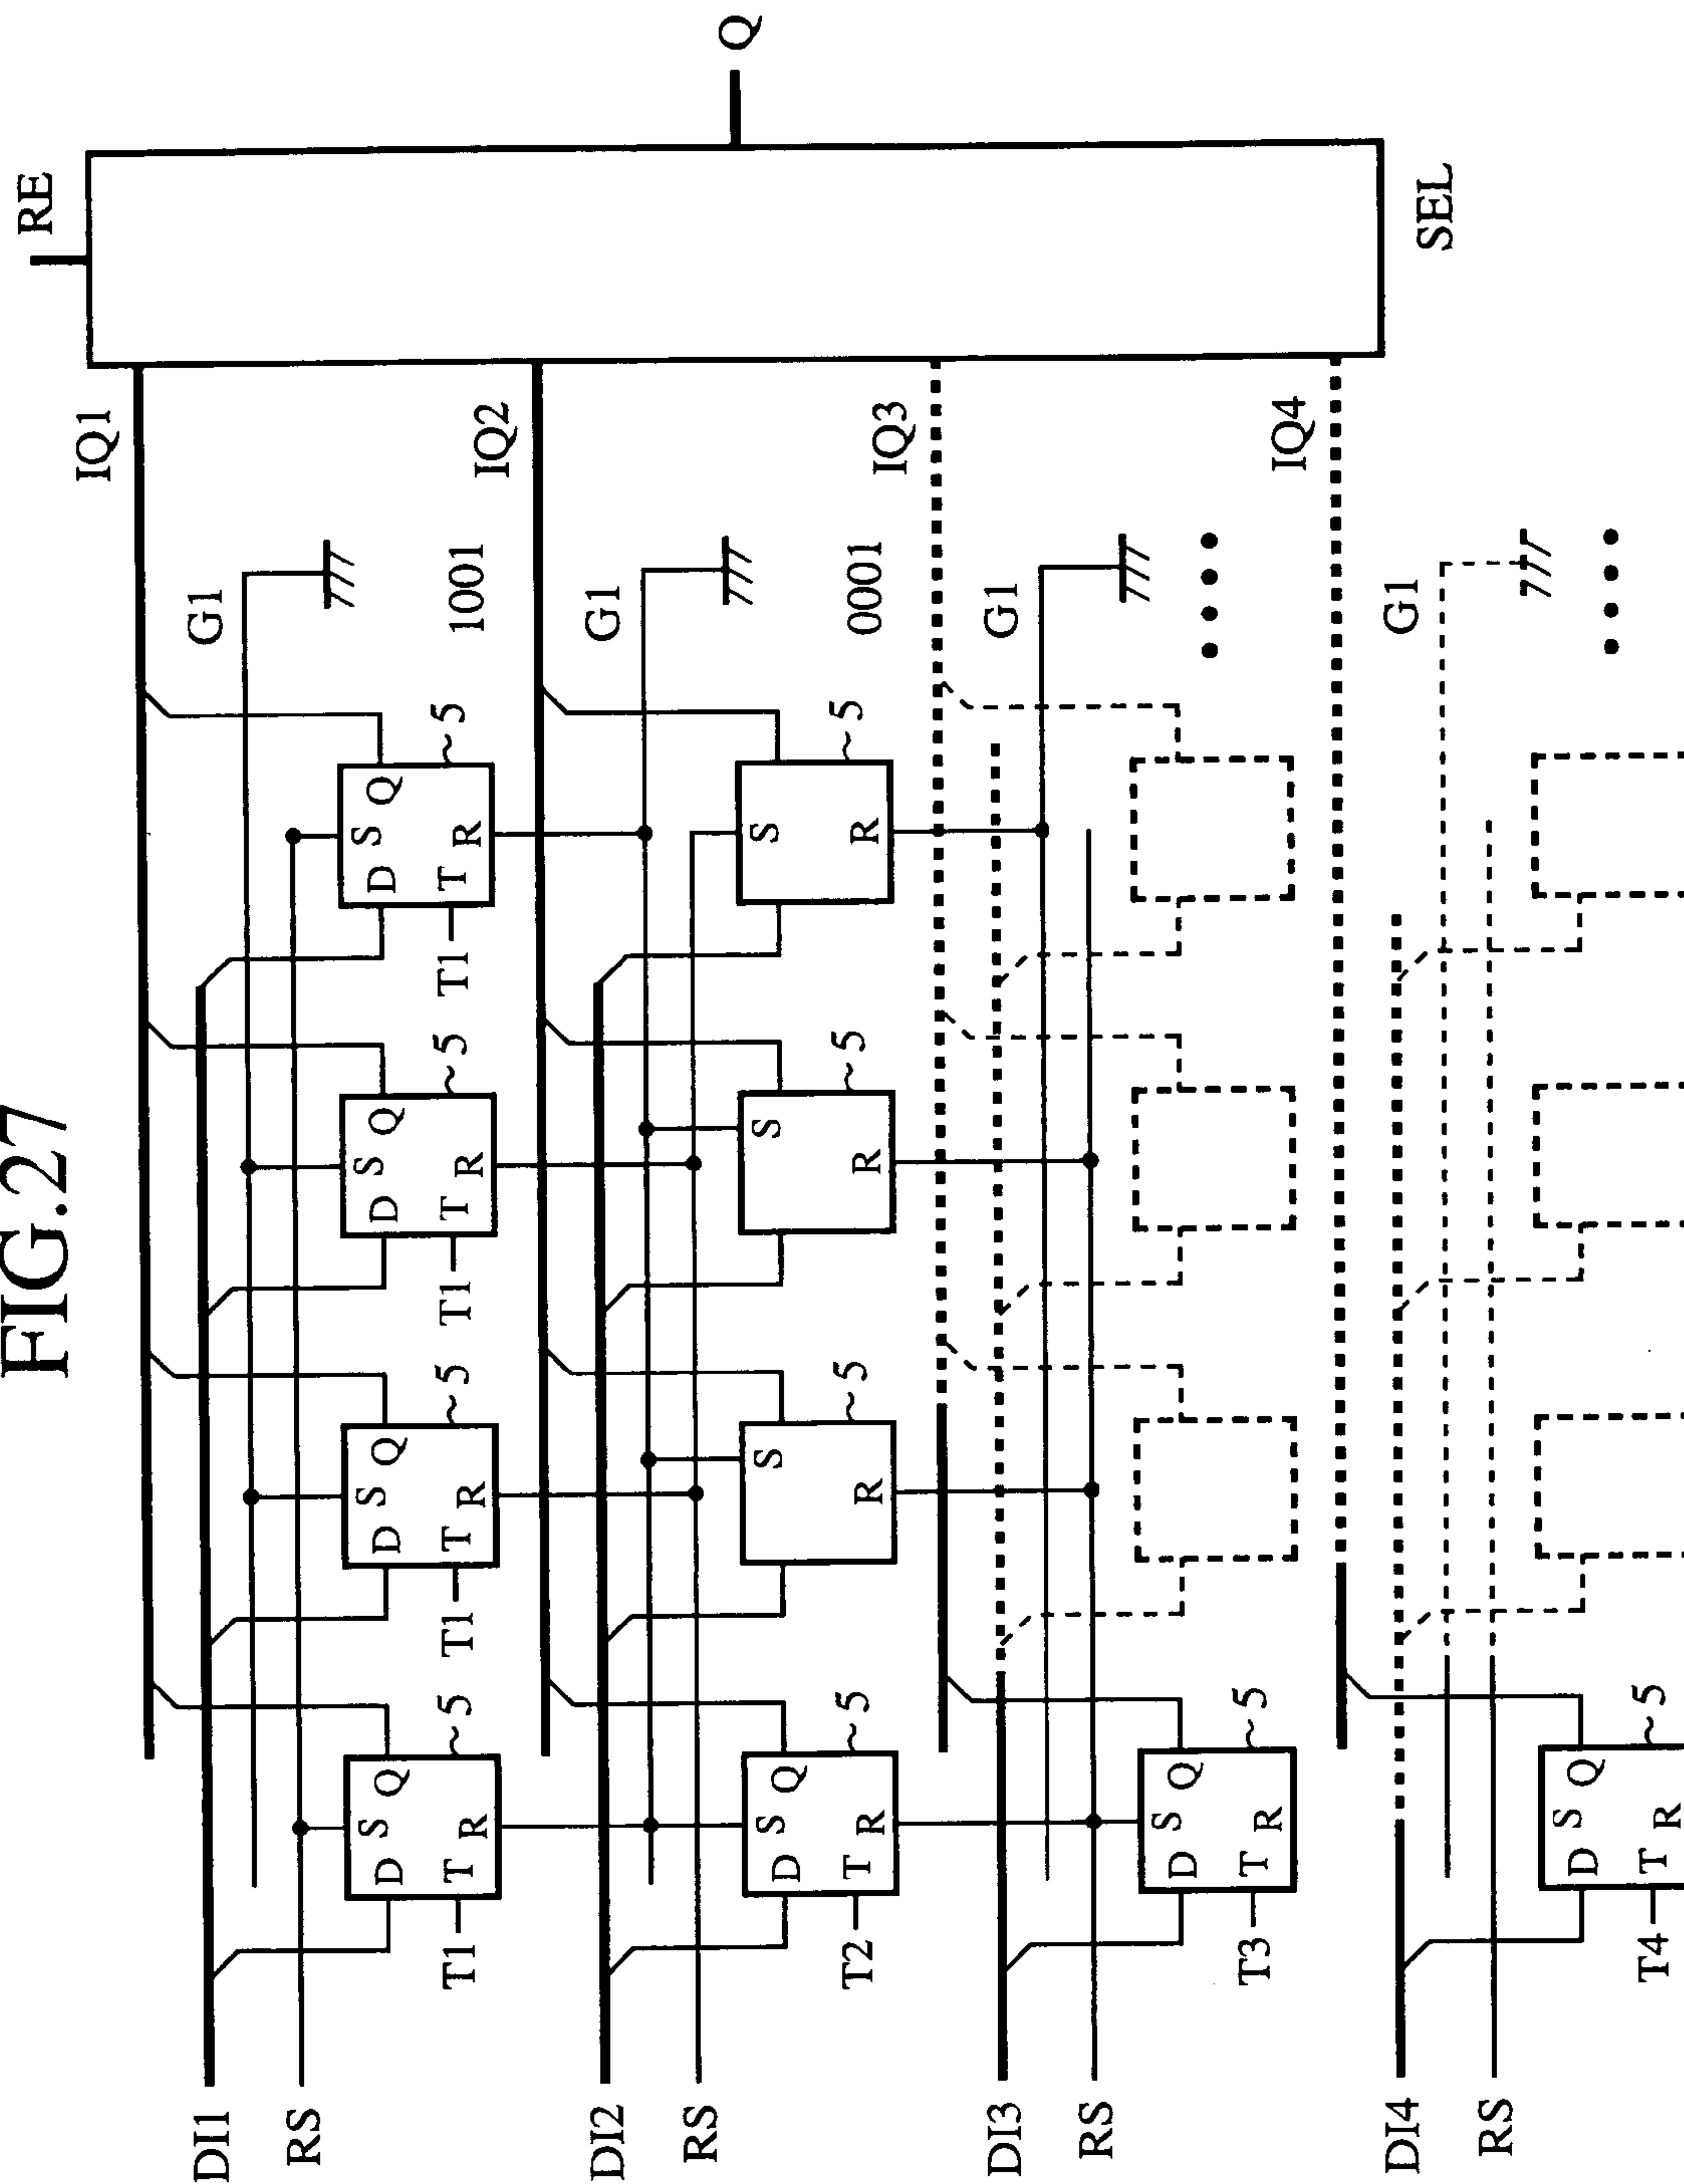 FIG.27
RE
IQ1
G1
DI1
RS
D S Q
T R
T1
5
D S Q
T R
T1
5
D S Q
T R
T1
5
D S Q
T R
T1
5
1001
Q
IQ2
G1
DI2
RS
D S Q
T R
T2
5
S
R
5
S
R
5
S
R
5
0001
IQ3
G1
DI3
RS
D S Q
T R
T3
5
IQ4
SEL
G1
DI4
RS
D S Q
T R
T4
5